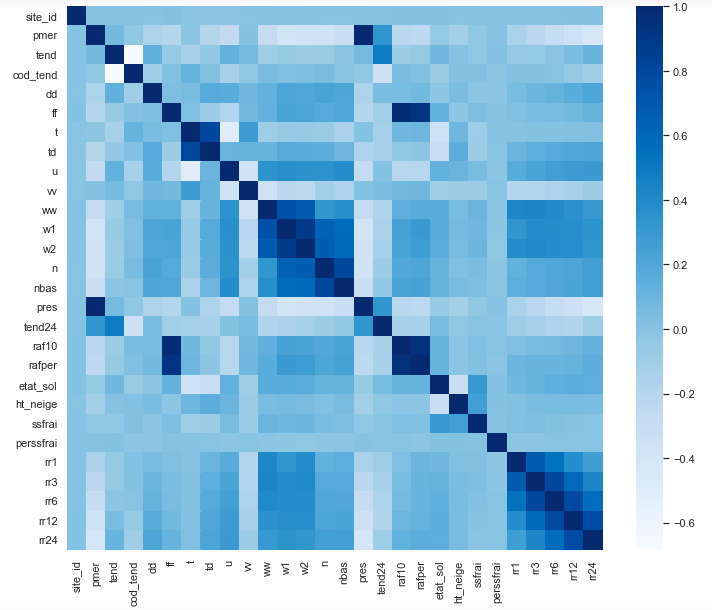 site_id
pmer
tend
cod_tend
dd
ff
t
td
u
vv
ww
w1
w2
n
nbas
pres
tend24
raf10
rafper
etat_sol
ht_neige
ssfrai
perssfrai
rr1
rr3
rr6
rr12
rr24
site_id
pmer
tend
cod_tend
dd
ff
t
td
u
vv
ww
w1
w2
n
nbas
pres
tend24
raf10
rafper
etat_sol
ht_neige
ssfrai
perssfrai
rr1
rr3
rr6
rr12
rr24
1.0
0.8
0.6
0.4
0.2
0.0
−0.2
−0.4
−0.6